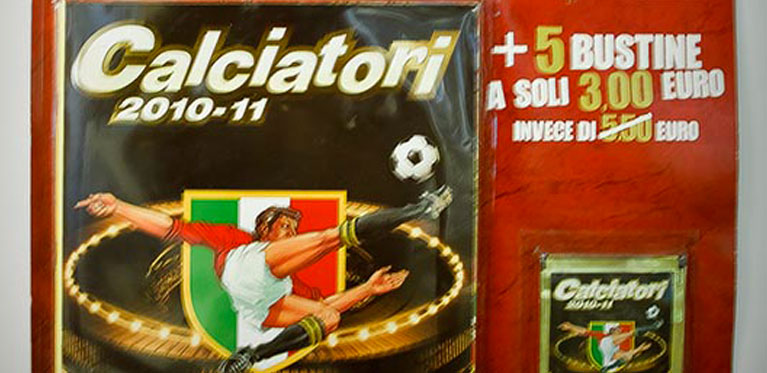 Calciatori
2010-11
+ 5 BUSTINE
A SOLI 3,00 EURO
INVECE DI 5,50 EURO
Calciatori
2010-11